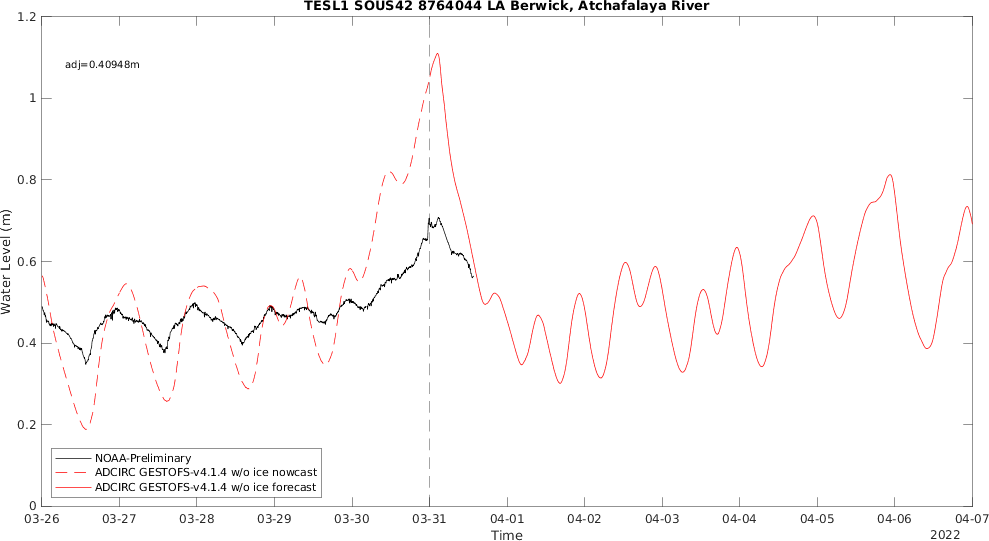 TESL1 SOUS42 8764044 LA Berwick, Atchafalaya River
adj=0.40948m
1.2
1
0.8
0.6
0.4
0.2
0
Water Level (m)
NOAA-Preliminary
ADCIRC GESTOFS-v4.1.4 w/o ice nowcast
ADCIRC GESTOFS-v4.1.4 w/o ice forecast
03-26 03-27 03-28 03-29 03-30 03-31 04-01 04-02 04-03 04-04 04-05 04-06 04-07
Time
2022